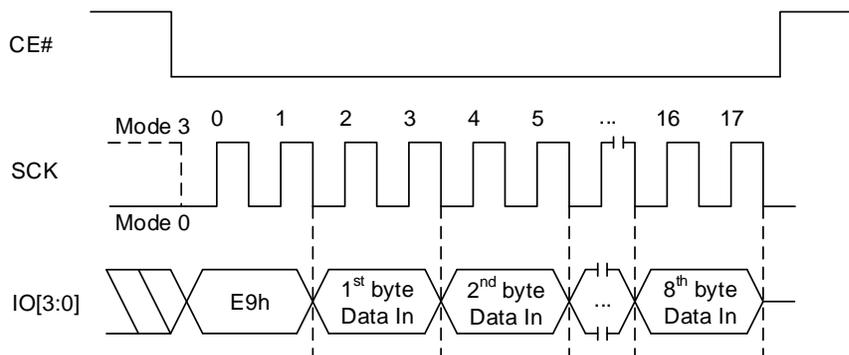 CE#
0 1 2 3 4 5 ... 16 17
Mode 3
SCK
Mode 0
IO[3:0]
E9h
1st byte
Data In
2nd byte
Data In
...
8th byte
Data In